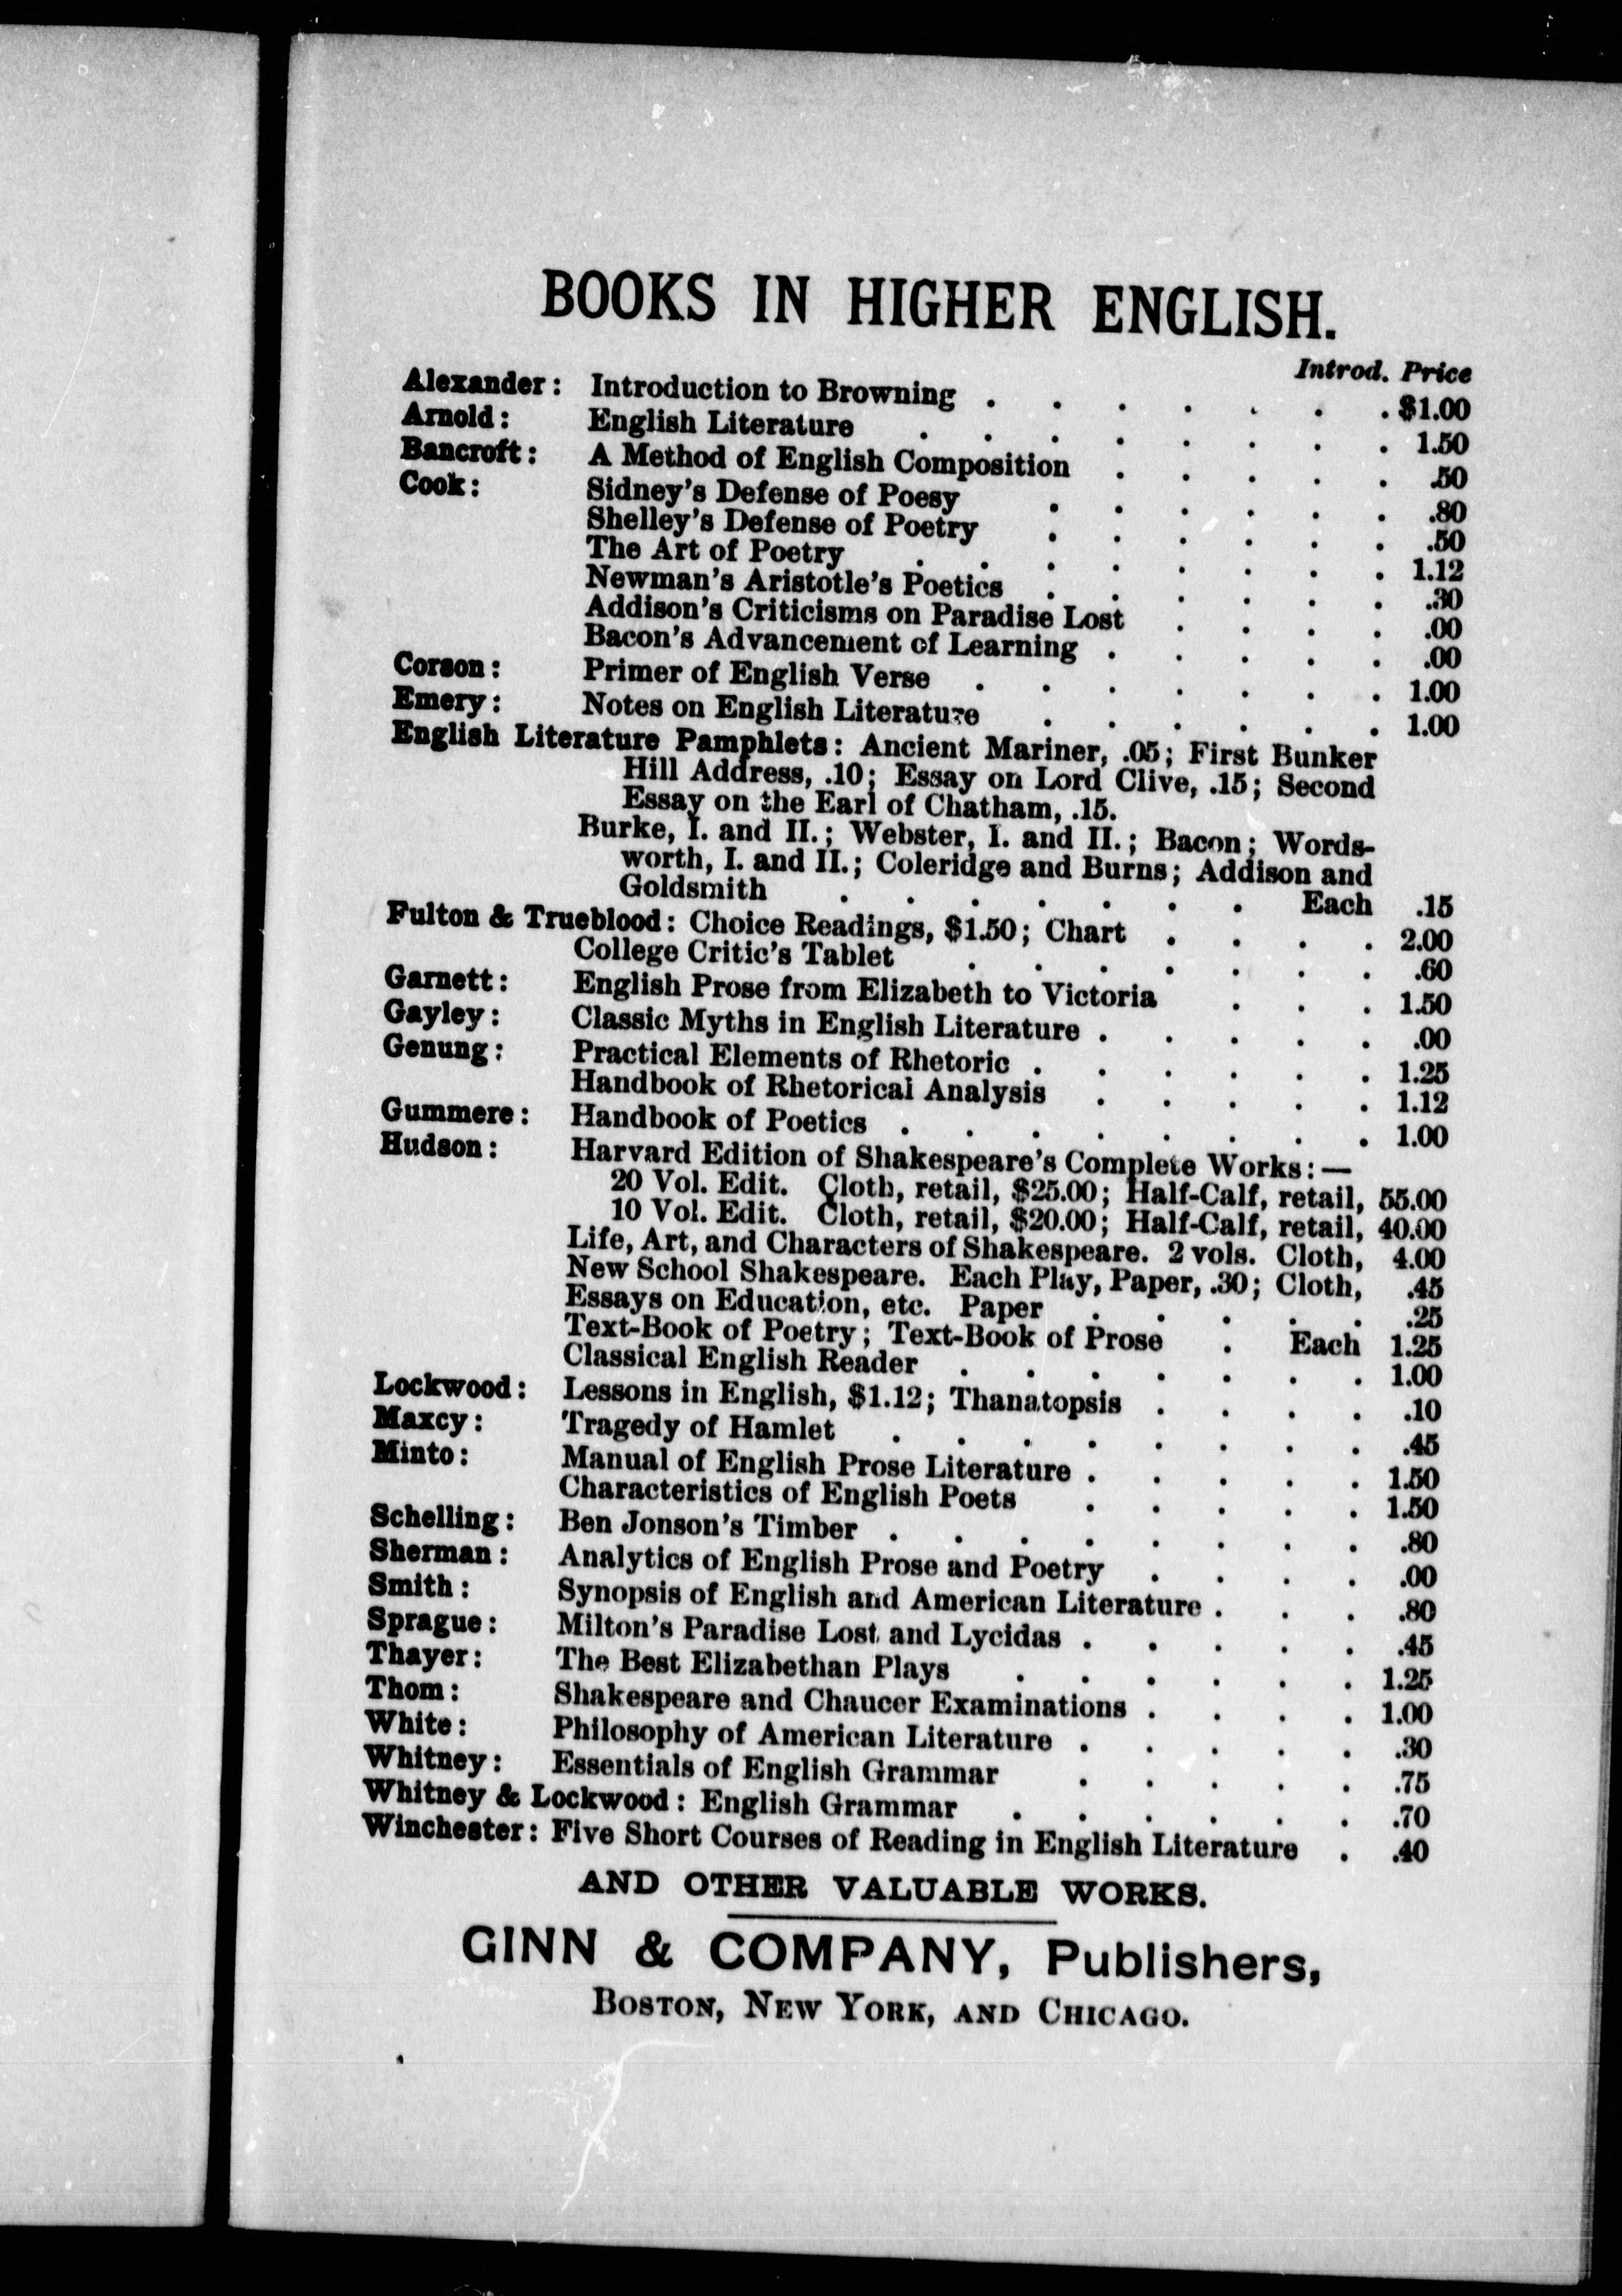 BOOKS IN HIGHER ENGLISH.
Introd. Price
Alexander: Introduction to Browning . . . . . . . $1.00
Arnold: English Literature . . . . . . . . 1.50
Bancroft: A Method of English Composition . . . . . .50
Cook: Sidney's Defense of Poesy . . . . . . .80
Shelley's Defense of Poetry . . . . . . .50
The Art of Poetry . . . . . . . . 1.12
Newman's Aristotle's Poetics . . . . . . .30
Addison's Criticisms on Paradise Lost . . . . .00
Bacon's Advancement of Learning . . . . . .00
Corson: Primer of English Verse . . . . . . . 1.00
Emery: Notes on English Literature . . . . . . 1.00
English Literature Pamphlets: Ancient Mariner, .05; First Bunker
Hill Address, .10; Essay on Lord Clive, .15; Second
Essay on the Earl of Chatham, .15.
Burke, I. and II.; Webster, I. and II.; Bacon; Words-
worth, I. and II.; Coleridge and Burns; Addison and
Goldsmith . . . . . . . Each .15
Fulton & Trueblood: Choice Readings, $1.50; Chart . . . . 2.00
College Critic's Tablet . . . . . . . .60
Garnett: English Prose from Elizabeth to Victoria . . . 1.50
Gayley: Classic Myths in English Literature . . . . . .00
Genung: Practical Elements of Rhetoric . . . . . . 1.25
Handbook of Rhetorical Analysis . . . . . 1.12
Gummere: Handbook of Poetics . . . . . . . . 1.00
Hudson: Harvard Edition of Shakespeare's Complete Works:—
20 Vol. Edit. Cloth, retail, $25.00; Half-Calf, retail, 55.00
10 Vol. Edit. Cloth, retail, $20.00; Half-Calf, retail, 40.00
Life, Art, and Characters of Shakespeare. 2 vols. Cloth, 4.00
New School Shakespeare. Each Play, Paper, .30; Cloth, .45
Essays on Education, etc. Paper . . . . . .25
Text-Book of Poetry; Text-Book of Prose . Each 1.25
Classical English Reader . . . . . . . 1.00
Lockwood: Lessons in English, $1.12; Thanatopsis . . . . .10
Maxcy: Tragedy of Hamlet . . . . . . . . .45
Minto: Manual of English Prose Literature . . . . . 1.50
Characteristics of English Poets . . . . . 1.50
Schelling: Ben Jonson's Timber . . . . . . . . .80
Sherman: Analytics of English Prose and Poetry . . . . .00
Smith: Synopsis of English and American Literature . . . .80
Sprague: Milton's Paradise Lost and Lycidas . . . . . .45
Thayer: The Best Elizabethan Plays . . . . . . 1.25
Thom: Shakespeare and Chaucer Examinations . . . . 1.00
White: Philosophy of American Literature . . . . . .30
Whitney: Essentials of English Grammar . . . . . .75
Whitney & Lockwood: English Grammar . . . . . . .70
Winchester: Five Short Courses of Reading in English Literature . .40
AND OTHER VALUABLE WORKS.
GINN & COMPANY, Publishers,
BOSTON, NEW YORK, AND CHICAGO.